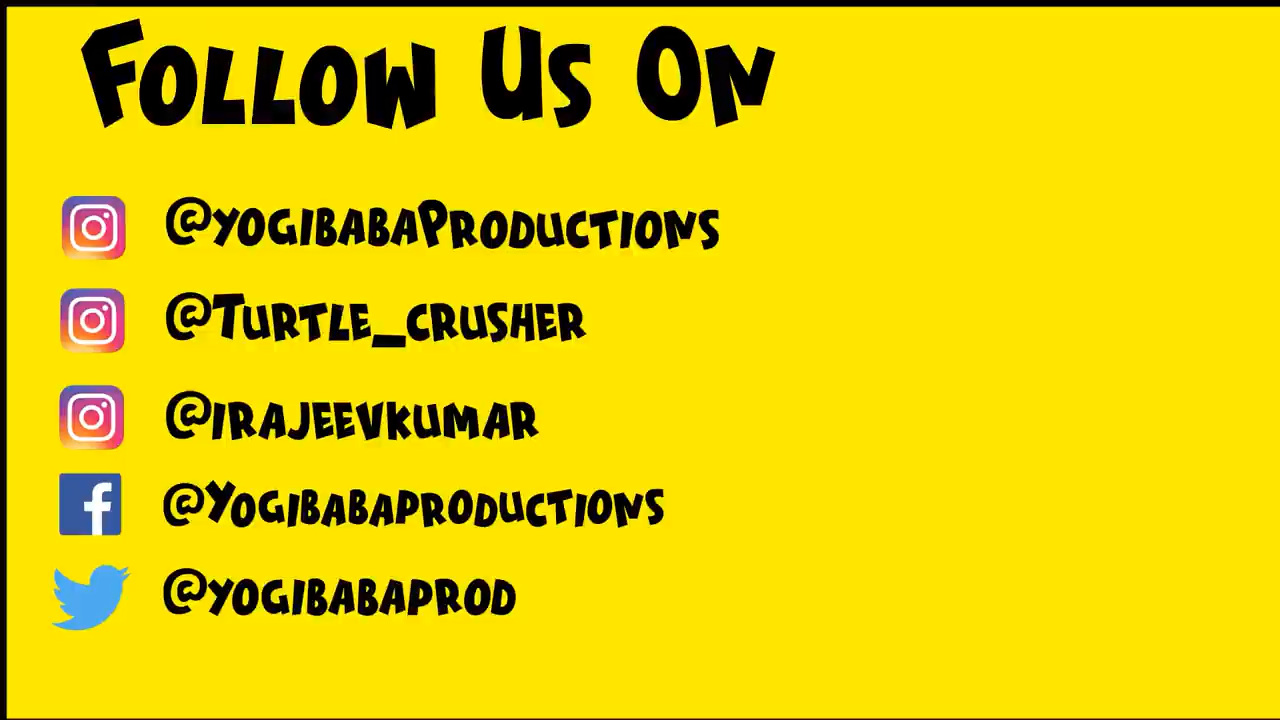 Follow Us On
@yogibabaProductions
@Turtle_crusher
@irajeevkumar
@Yogibabaproductions
@yogibabaprod